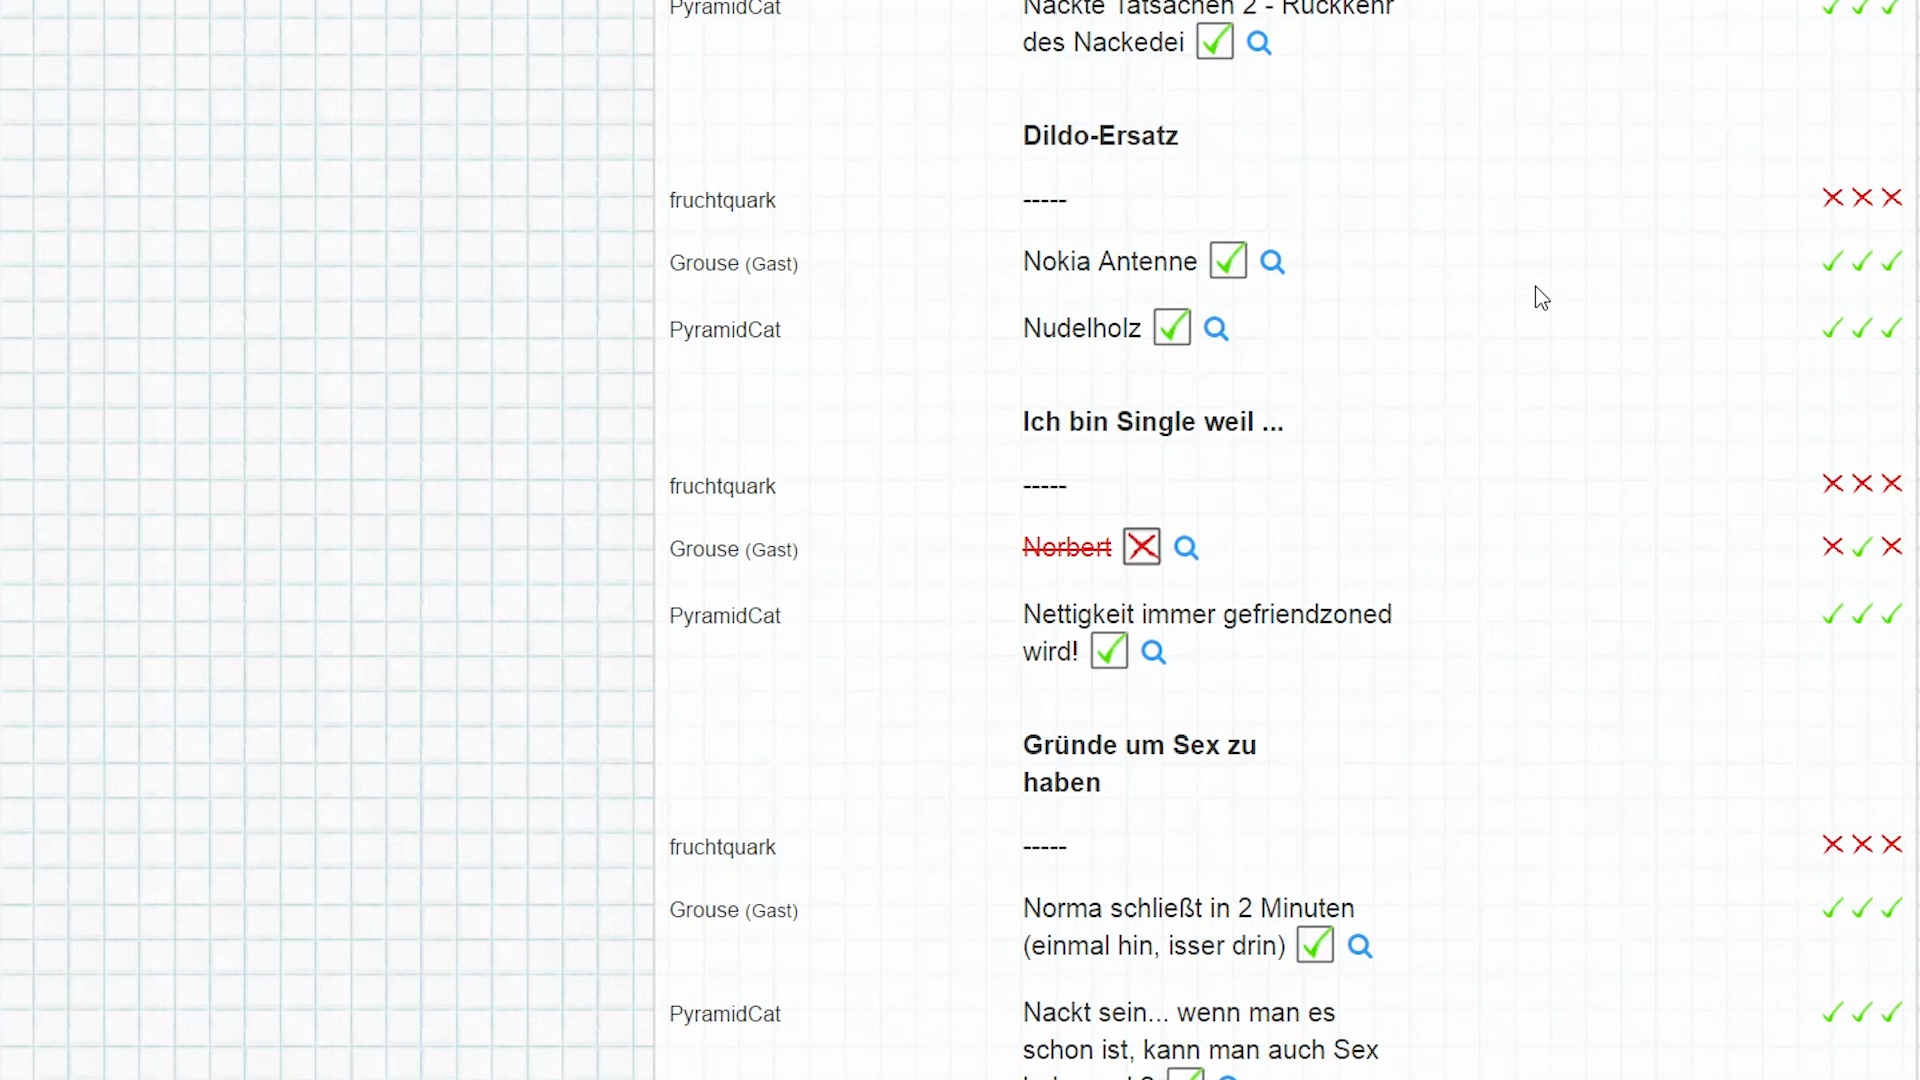 PyramidCat
Nackte Tatsachen 2 - Rückkehr
des Nackedei
Dildo-Ersatz
fruchtquark
-----
Grouse (Gast)
Nokia Antenne
PyramidCat
Nudelholz
Ich bin Single weil ...
fruchtquark
-----
Grouse (Gast)
Norbert
PyramidCat
Nettigkeit immer gefriendzoned
wird!
Gründe um Sex zu
haben
fruchtquark
-----
Grouse (Gast)
Norma schließt in 2 Minuten
(einmal hin, isser drin)
PyramidCat
Nackt sein... wenn man es
schon ist, kann man auch Sex